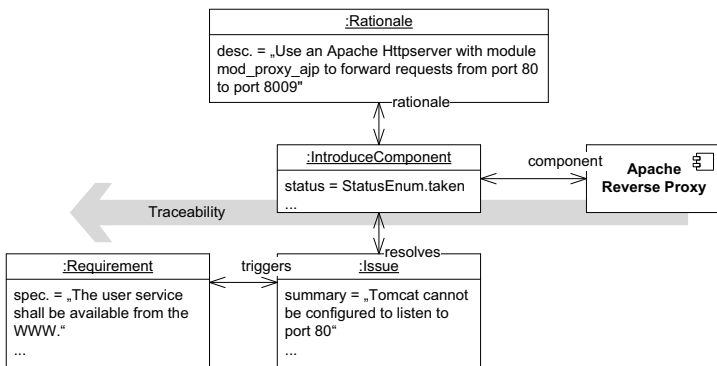 :Rationale
desc. = „Use an Apache Httpserver with module
mod_proxy_ajp to forward requests from port 80
to port 8009"
rationale
:IntroduceComponent
status = StatusEnum.taken
...
component
Apache
Reverse Proxy
Traceability
resolves
:Requirement
spec. = „The user service
shall be available from the
WWW.“
...
triggers
:Issue
summary = „Tomcat cannot
be configured to listen to
port 80“
...